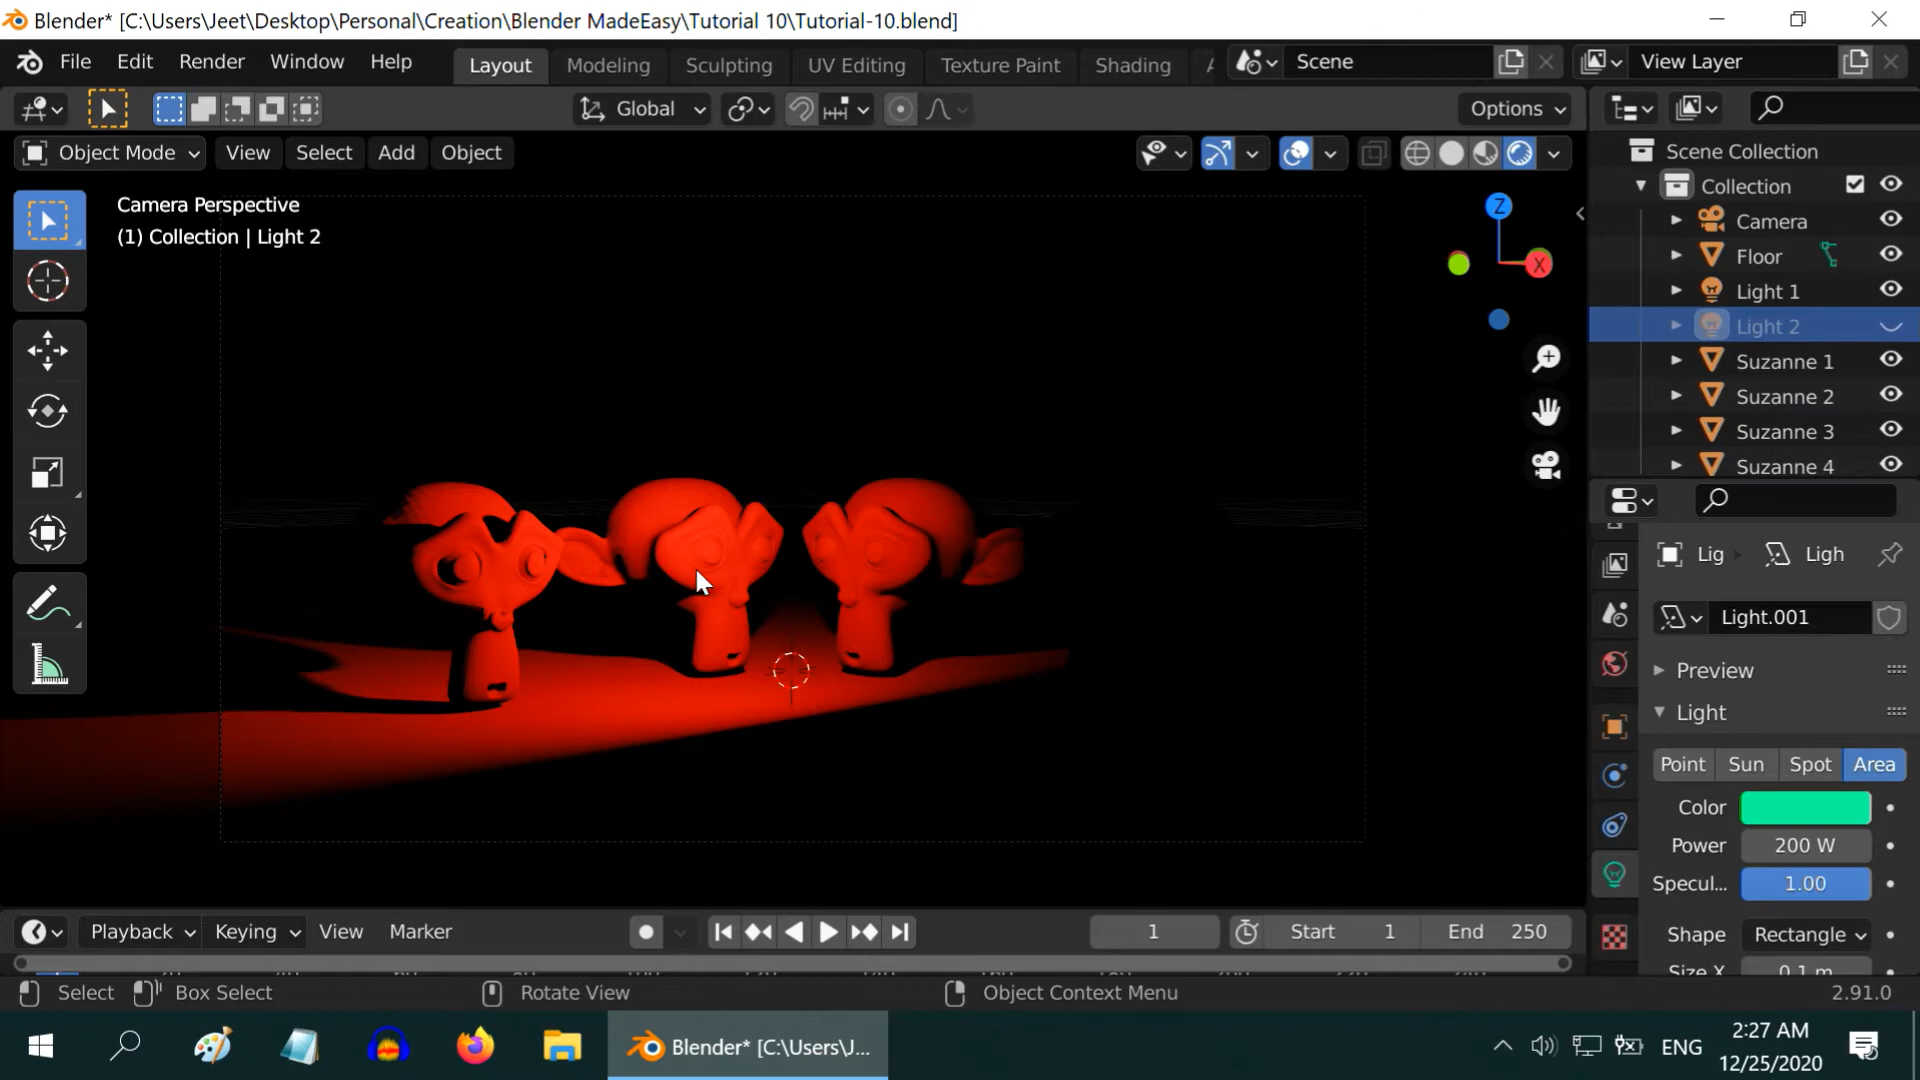 Blender* [C:\Users\Jeet\Desktop\Personal\Creation\Blender MadeEasy\Tutorial 10\Tutorial-10.blend]
File Edit Render Window Help Layout Modeling Sculpting UV Editing Texture Paint Shading Scene View Layer
Global Options
Object Mode View Select Add Object
Scene Collection
Collection
Camera Perspective
(1) Collection | Light 2
Z
X
Camera
Floor
Light 1
Light 2
Suzanne 1
Suzanne 2
Suzanne 3
Suzanne 4
Lig Ligh
Light.001
Preview
Light
Point Sun Spot Area
Color
Power 200 W
Specul... 1.00
Shape Rectangle
Size X 0.1 m
Playback Keying View Marker 1 Start 1 End 250
Select Box Select Rotate View Object Context Menu 2.91.0
Blender* [C:\Users\J...
ENG
2:27 AM
12/25/2020